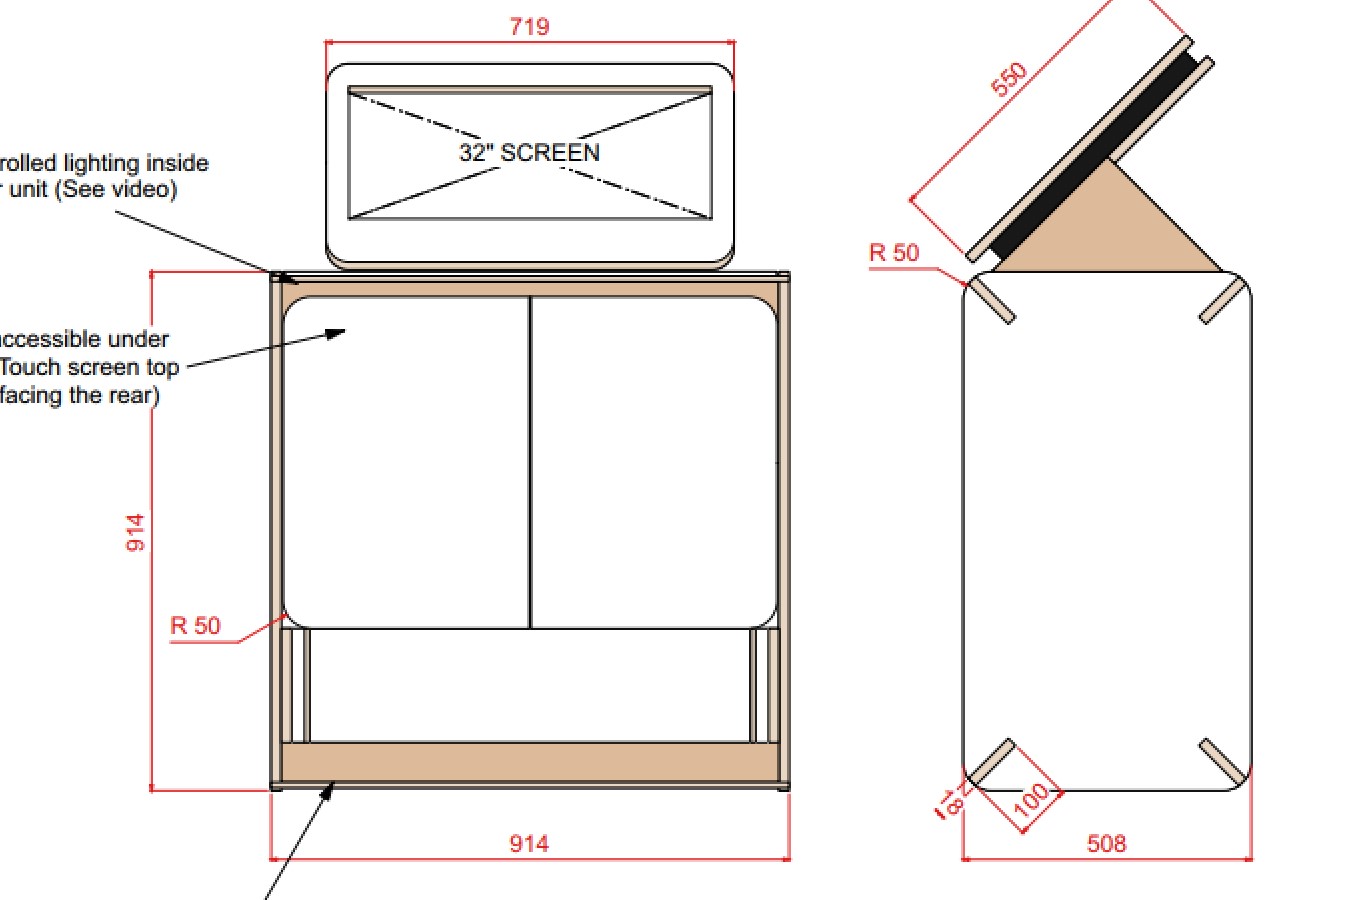 719
550
32" SCREEN
rolled lighting inside
r unit (See video)
R 50
accessible under
Touch screen top
facing the rear)
914
R 50
18
100
914
508